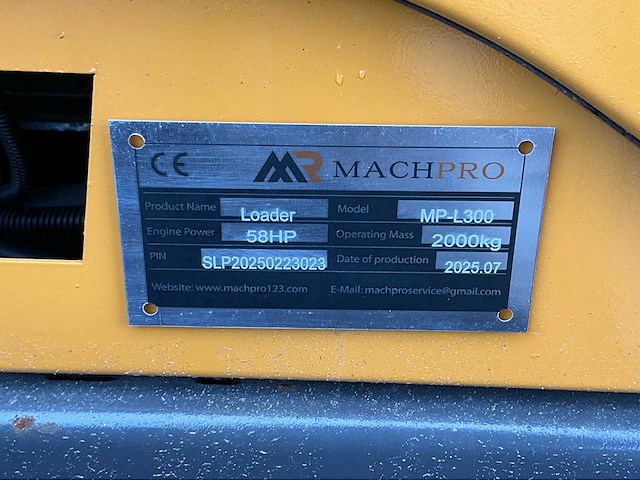 CE MR MACHPRO
Product Name Loader Model MP-L300
Engine Power 58HP Operating Mass 2000kg
PIN SLP20250223023 Date of production 2025.07
Website: www.machpro123.com E-Mail: machproservice@gmail.com